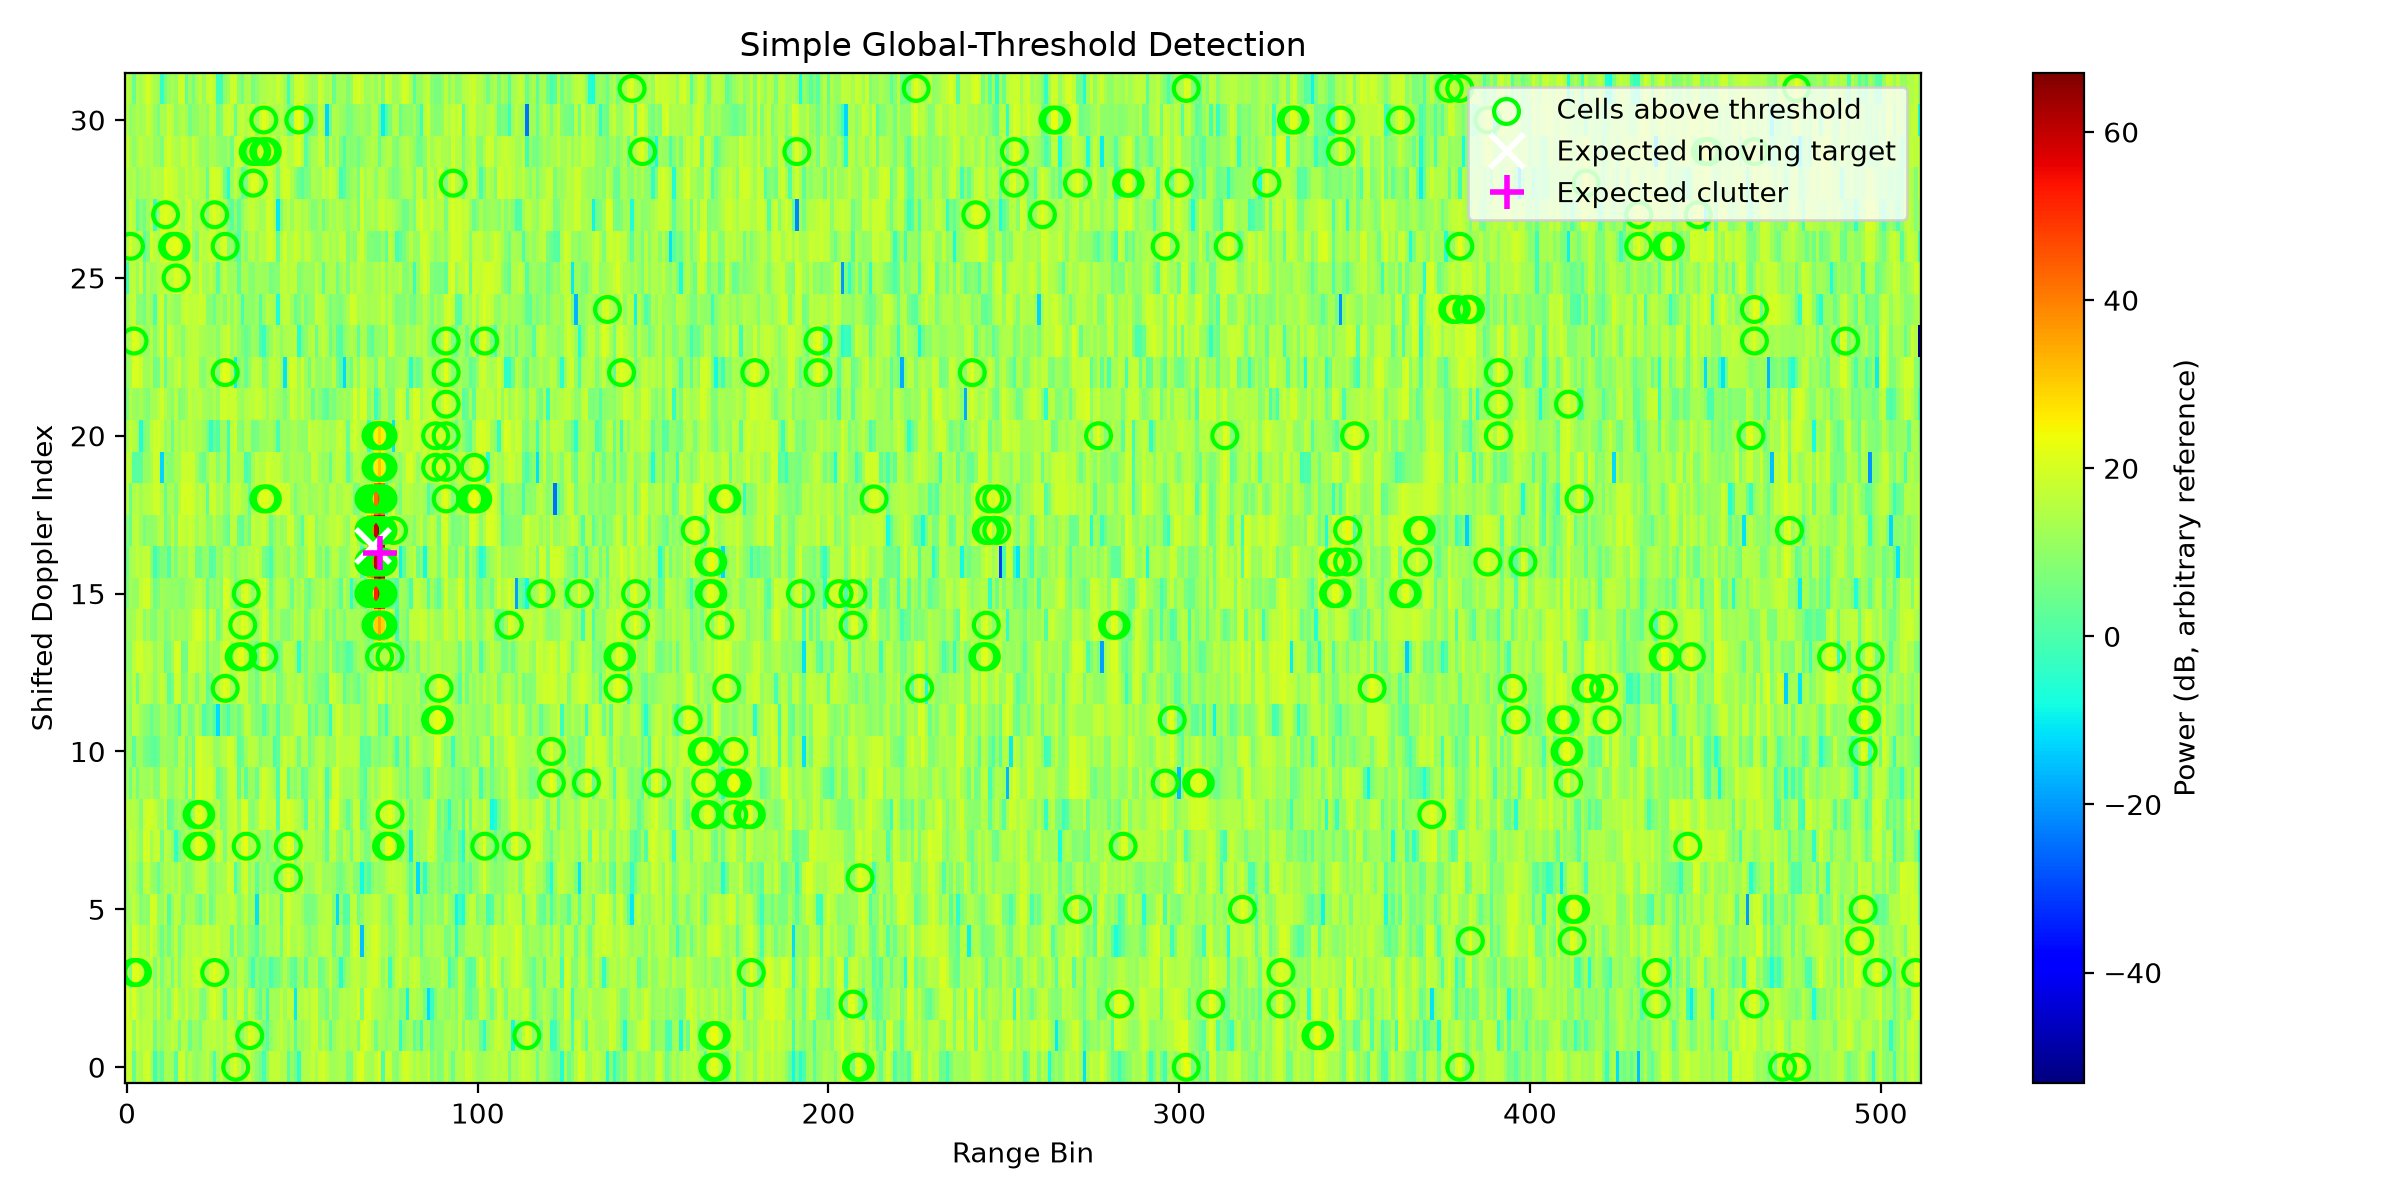 Simple Global-Threshold Detection
Cells above threshold
Expected moving target
Expected clutter
Shifted Doppler Index
30
25
20
15
10
5
0
0 100 200 300 400 500
Range Bin
60
40
20
0
−20
−40
Power (dB, arbitrary reference)